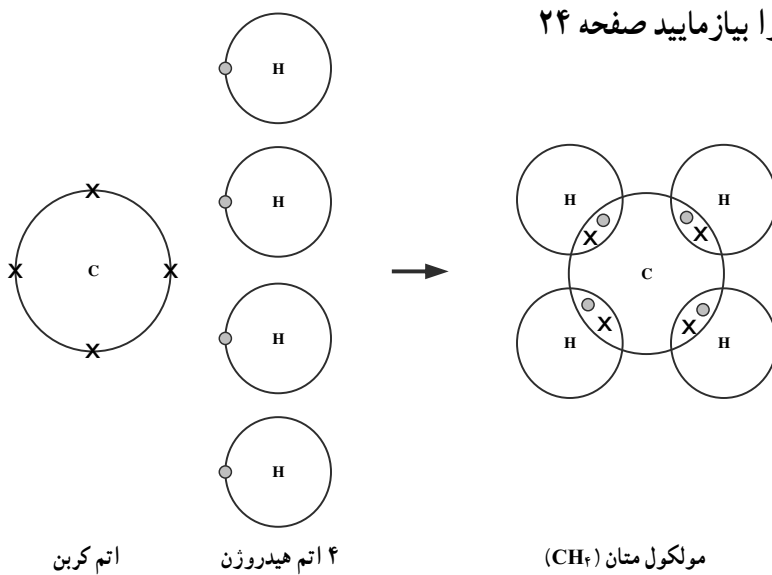 را بیازمایید صفحه ۲۴
H
H
H
H
C
X
X
X
X
H
H
H
H
C
X
X
X
X
اتم کربن
۴ اتم هیدروژن
مولکول متان (CH۴)